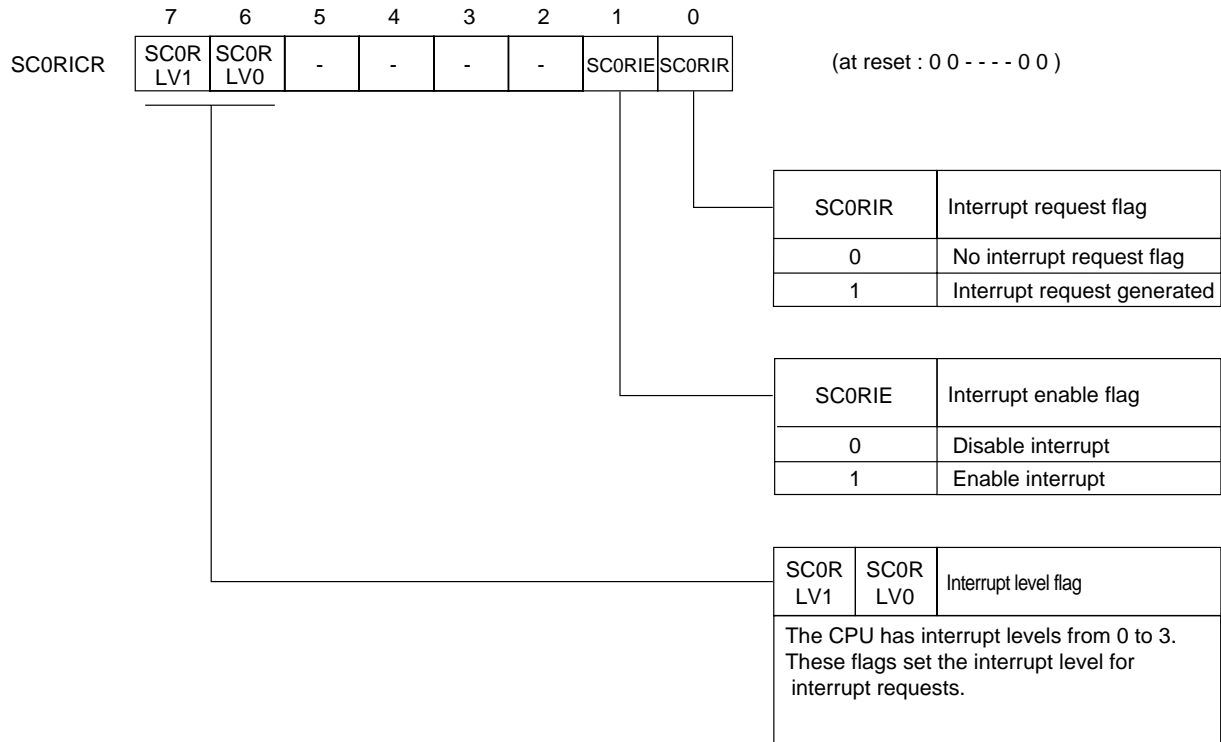 7 6 5 4 3 2 1 0
SC0RICR SC0R LV1 SC0R LV0 - - - - SC0RIE SC0RIR (at reset : 0 0 - - - - 0 0 )
SC0RIR Interrupt request flag
0 No interrupt request flag
1 Interrupt request generated
SC0RIE Interrupt enable flag
0 Disable interrupt
1 Enable interrupt
SC0R LV1 SC0R LV0 Interrupt level flag
The CPU has interrupt levels from 0 to 3.
These flags set the interrupt level for
interrupt requests.